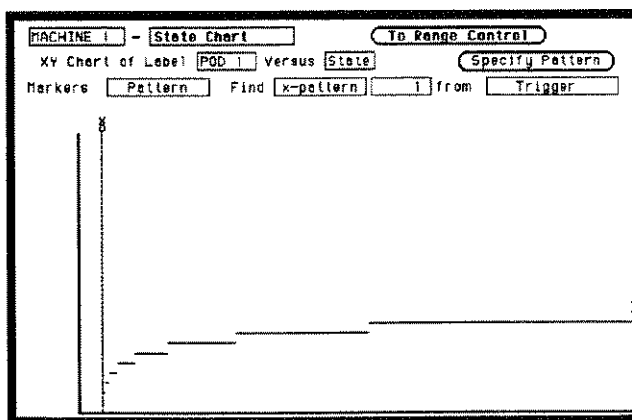 MACHINE 1 - State Chart To Range Control
XY Chart of Label POD 1 Versus State Specify Pattern
Markers Pattern Find x-pattern 1 from Trigger
X
O